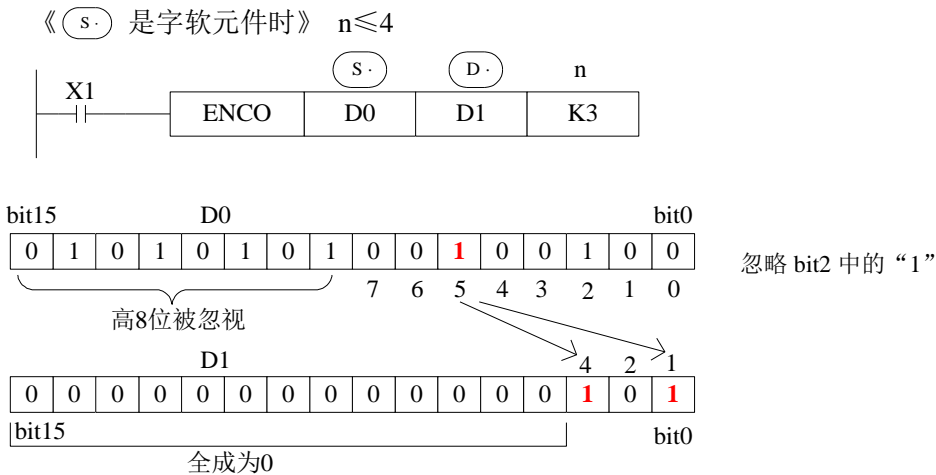 《 S· 是字软元件时》 n≤4
S· D· n
X1
ENCO D0 D1 K3
bit15 D0 bit0
0 1 0 1 0 1 0 1 0 0 1 0 0 1 0 0
忽略 bit2 中的“1”
7 6 5 4 3 2 1 0
高8位被忽视
D1 4 2 1
0 0 0 0 0 0 0 0 0 0 0 0 0 1 0 1
bit15 bit0
全成为0